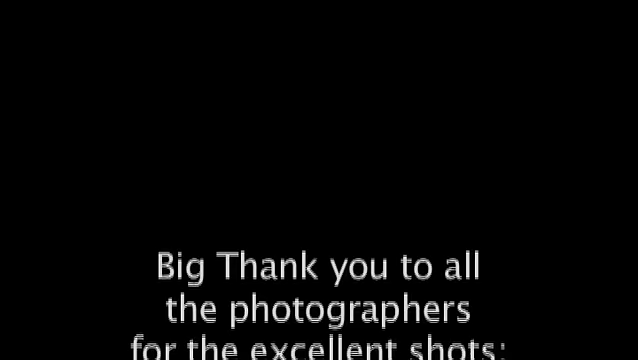 Big Thank you to all
the photographers
for the excellent shots: